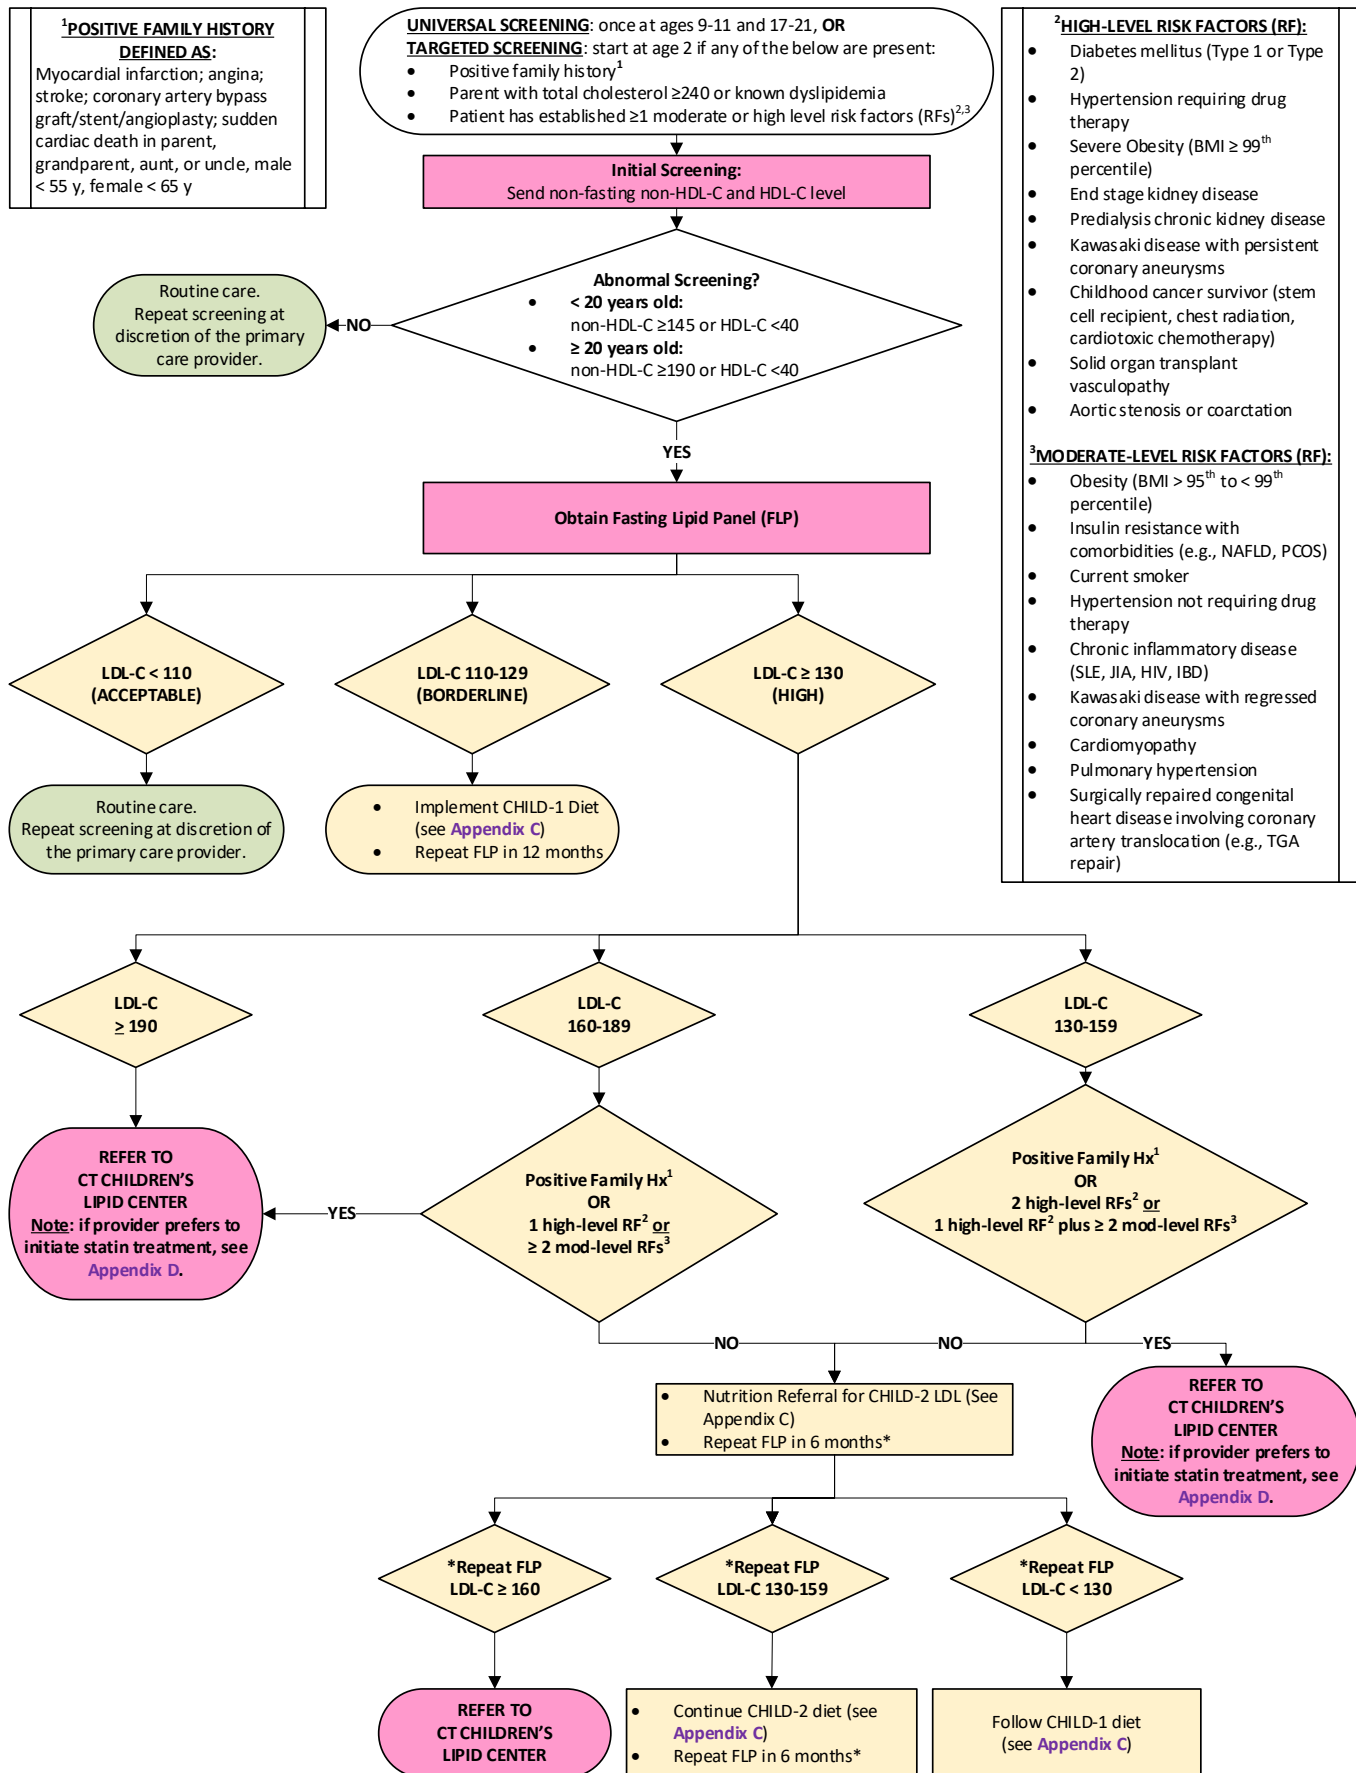 ¹POSITIVE FAMILY HISTORY
DEFINED AS:
Myocardial infarction; angina;
stroke; coronary artery bypass
graft/stent/angioplasty; sudden
cardiac death in parent,
grandparent, aunt, or uncle, male
< 55 y, female < 65 y
UNIVERSAL SCREENING: once at ages 9-11 and 17-21, OR
TARGETED SCREENING: start at age 2 if any of the below are present:
• Positive family history¹
• Parent with total cholesterol ≥240 or known dyslipidemia
• Patient has established ≥1 moderate or high level risk factors (RFs)²,³
Initial Screening:
Send non-fasting non-HDL-C and HDL-C level
Abnormal Screening?
• < 20 years old:
non-HDL-C ≥145 or HDL-C <40
• ≥ 20 years old:
non-HDL-C ≥190 or HDL-C <40
NO
Routine care.
Repeat screening at
discretion of the primary
care provider.
YES
²HIGH-LEVEL RISK FACTORS (RF):
• Diabetes mellitus (Type 1 or Type
2)
• Hypertension requiring drug
therapy
• Severe Obesity (BMI ≥ 99th
percentile)
• End stage kidney disease
• Predialysis chronic kidney disease
• Kawasaki disease with persistent
coronary aneurysms
• Childhood cancer survivor (stem
cell recipient, chest radiation,
cardiotoxic chemotherapy)
• Solid organ transplant
vasculopathy
• Aortic stenosis or coarctation
³MODERATE-LEVEL RISK FACTORS (RF):
• Obesity (BMI > 95th to < 99th
percentile)
• Insulin resistance with
comorbidities (e.g., NAFLD, PCOS)
• Current smoker
• Hypertension not requiring drug
therapy
• Chronic inflammatory disease
(SLE, JIA, HIV, IBD)
• Kawasaki disease with regressed
coronary aneurysms
• Cardiomyopathy
• Pulmonary hypertension
• Surgically repaired congenital
heart disease involving coronary
artery translocation (e.g., TGA
repair)
Obtain Fasting Lipid Panel (FLP)
LDL-C < 110
(ACCEPTABLE)
LDL-C 110-129
(BORDERLINE)
LDL-C ≥ 130
(HIGH)
Routine care.
Repeat screening at discretion of
the primary care provider.
• Implement CHILD-1 Diet
(see Appendix C)
• Repeat FLP in 12 months
LDL-C
≥ 190
LDL-C
160-189
LDL-C
130-159
REFER TO
CT CHILDREN'S
LIPID CENTER
Note: if provider prefers to
initiate statin treatment, see
Appendix D.
YES
Positive Family Hx¹
OR
1 high-level RF² or
≥ 2 mod-level RFs³
Positive Family Hx¹
OR
2 high-level RFs² or
1 high-level RF² plus ≥ 2 mod-level RFs³
NO
NO
YES
• Nutrition Referral for CHILD-2 LDL (See
Appendix C)
• Repeat FLP in 6 months*
REFER TO
CT CHILDREN'S
LIPID CENTER
Note: if provider prefers to
initiate statin treatment, see
Appendix D.
*Repeat FLP
LDL-C ≥ 160
*Repeat FLP
LDL-C 130-159
*Repeat FLP
LDL-C < 130
REFER TO
CT CHILDREN'S
LIPID CENTER
• Continue CHILD-2 diet (see
Appendix C)
• Repeat FLP in 6 months*
Follow CHILD-1 diet
(see Appendix C)